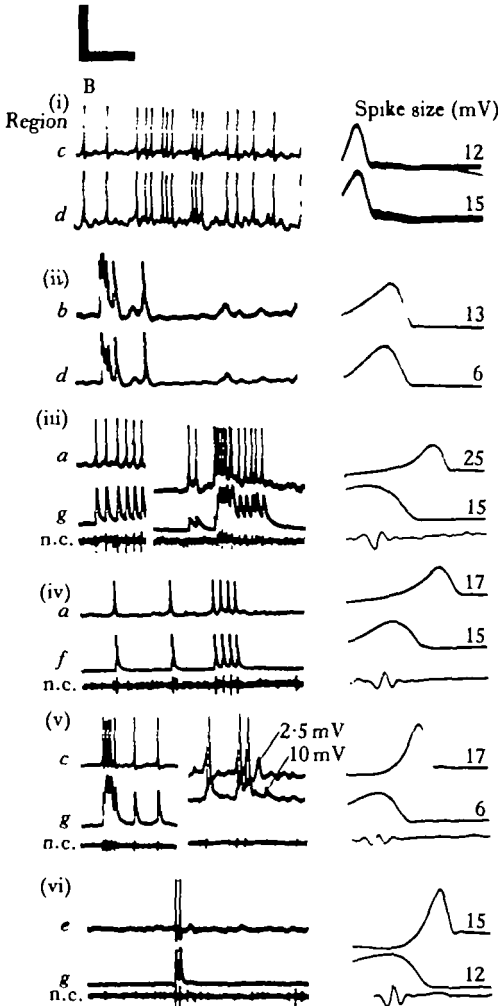 B
(i)
Region
Spike size (mV)
c 12
d 15
(ii)
b 13
d 6
(iii)
a 25
g 15
n.c.
(iv)
a 17
f 15
n.c.
(v)
2·5 mV
10 mV
c 17
g 6
n.c.
(vi)
e 15
g 12
n.c.